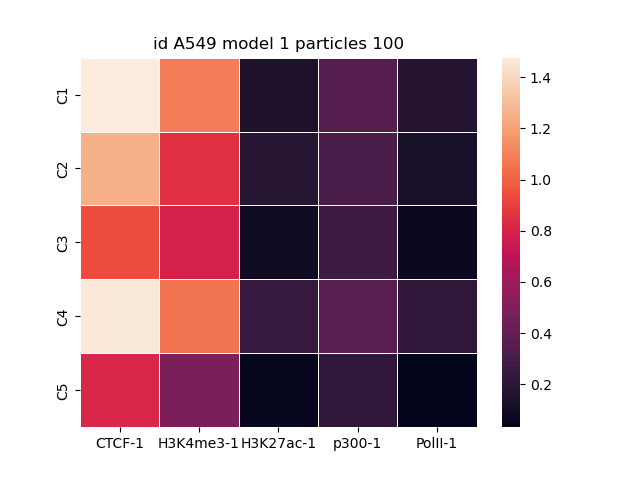 id A549 model 1 particles 100
C1
C2
C3
C4
C5
CTCF-1
H3K4me3-1
H3K27ac-1
p300-1
PolII-1
1.4
1.2
1.0
0.8
0.6
0.4
0.2